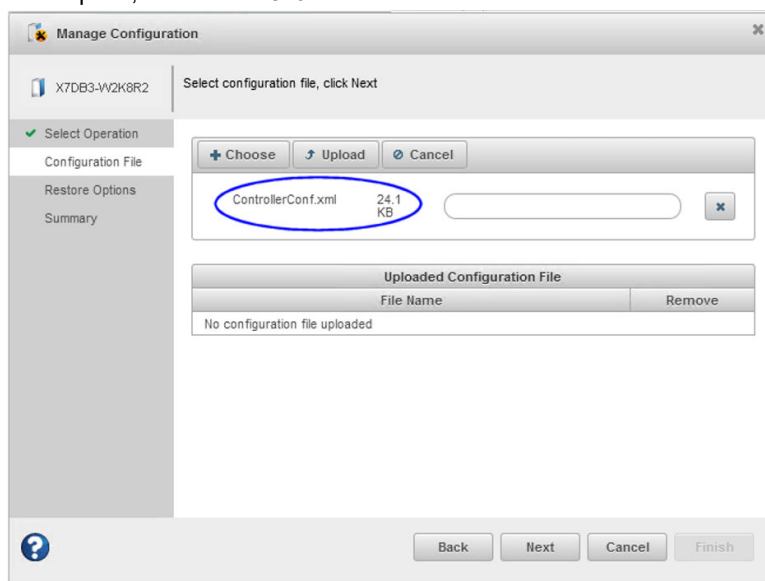 Manage Configuration
X7DB3-W2K8R2
Select configuration file, click Next
Select Operation
Configuration File
Restore Options
Summary
Choose Upload Cancel
ControllerConf.xml 24.1
KB
Uploaded Configuration File
File Name Remove
No configuration file uploaded
Back Next Cancel Finish